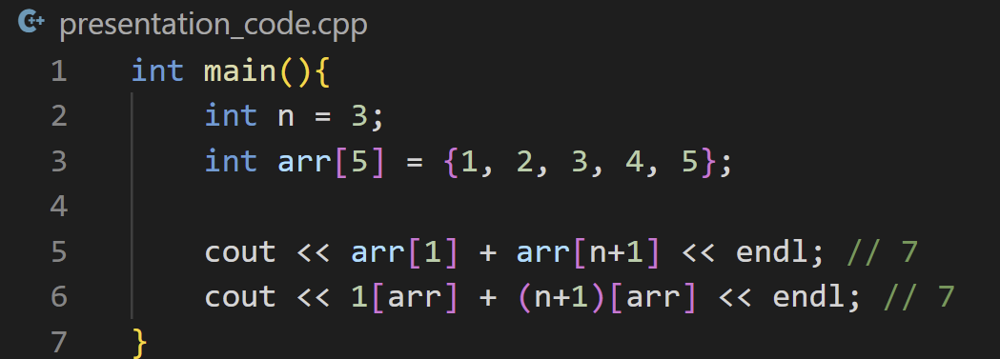 presentation_code.cpp
1 int main(){
2 int n = 3;
3 int arr[5] = {1, 2, 3, 4, 5};
4
5 cout << arr[1] + arr[n+1] << endl; // 7
6 cout << 1[arr] + (n+1)[arr] << endl; // 7
7 }